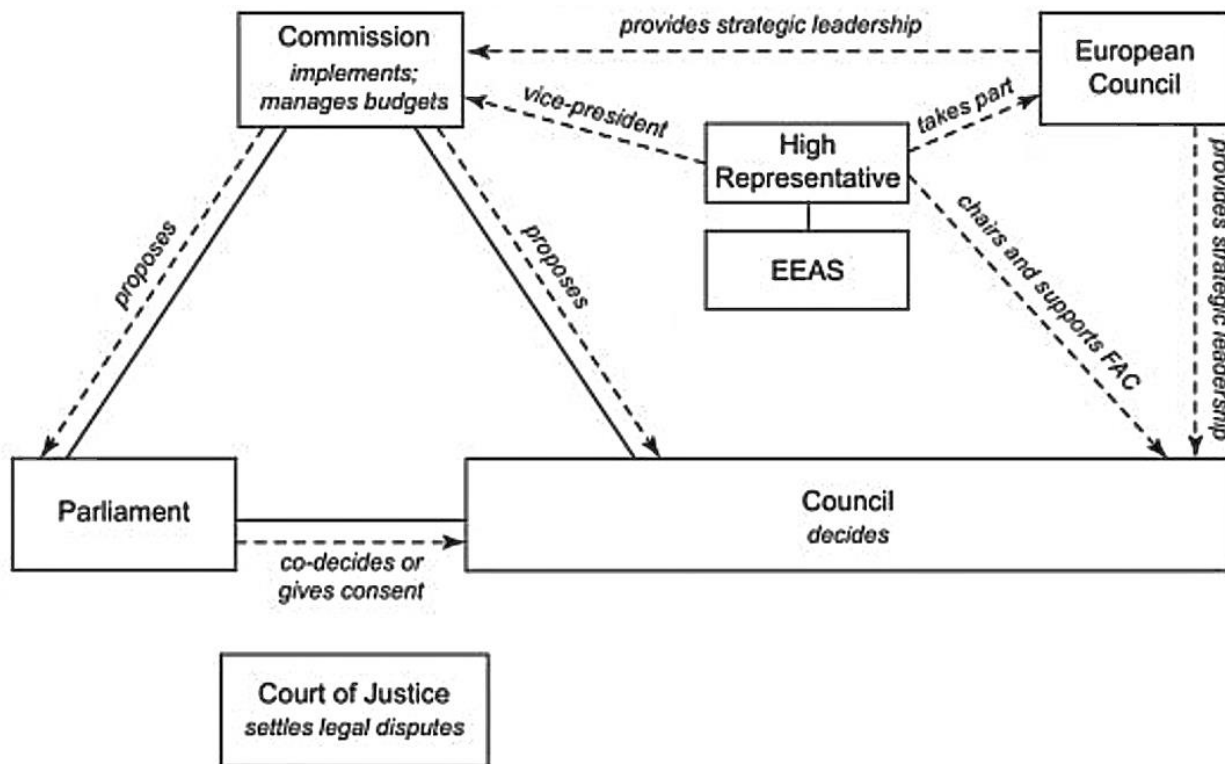 provides strategic leadership
Commission
implements;
manages budgets
European
Council
vice-president
takes part
High
Representative
EEAS
proposes
proposes
chairs and supports FAC
provides strategic leadership
Parliament
Council
decides
co-decides or
gives consent
Court of Justice
settles legal disputes